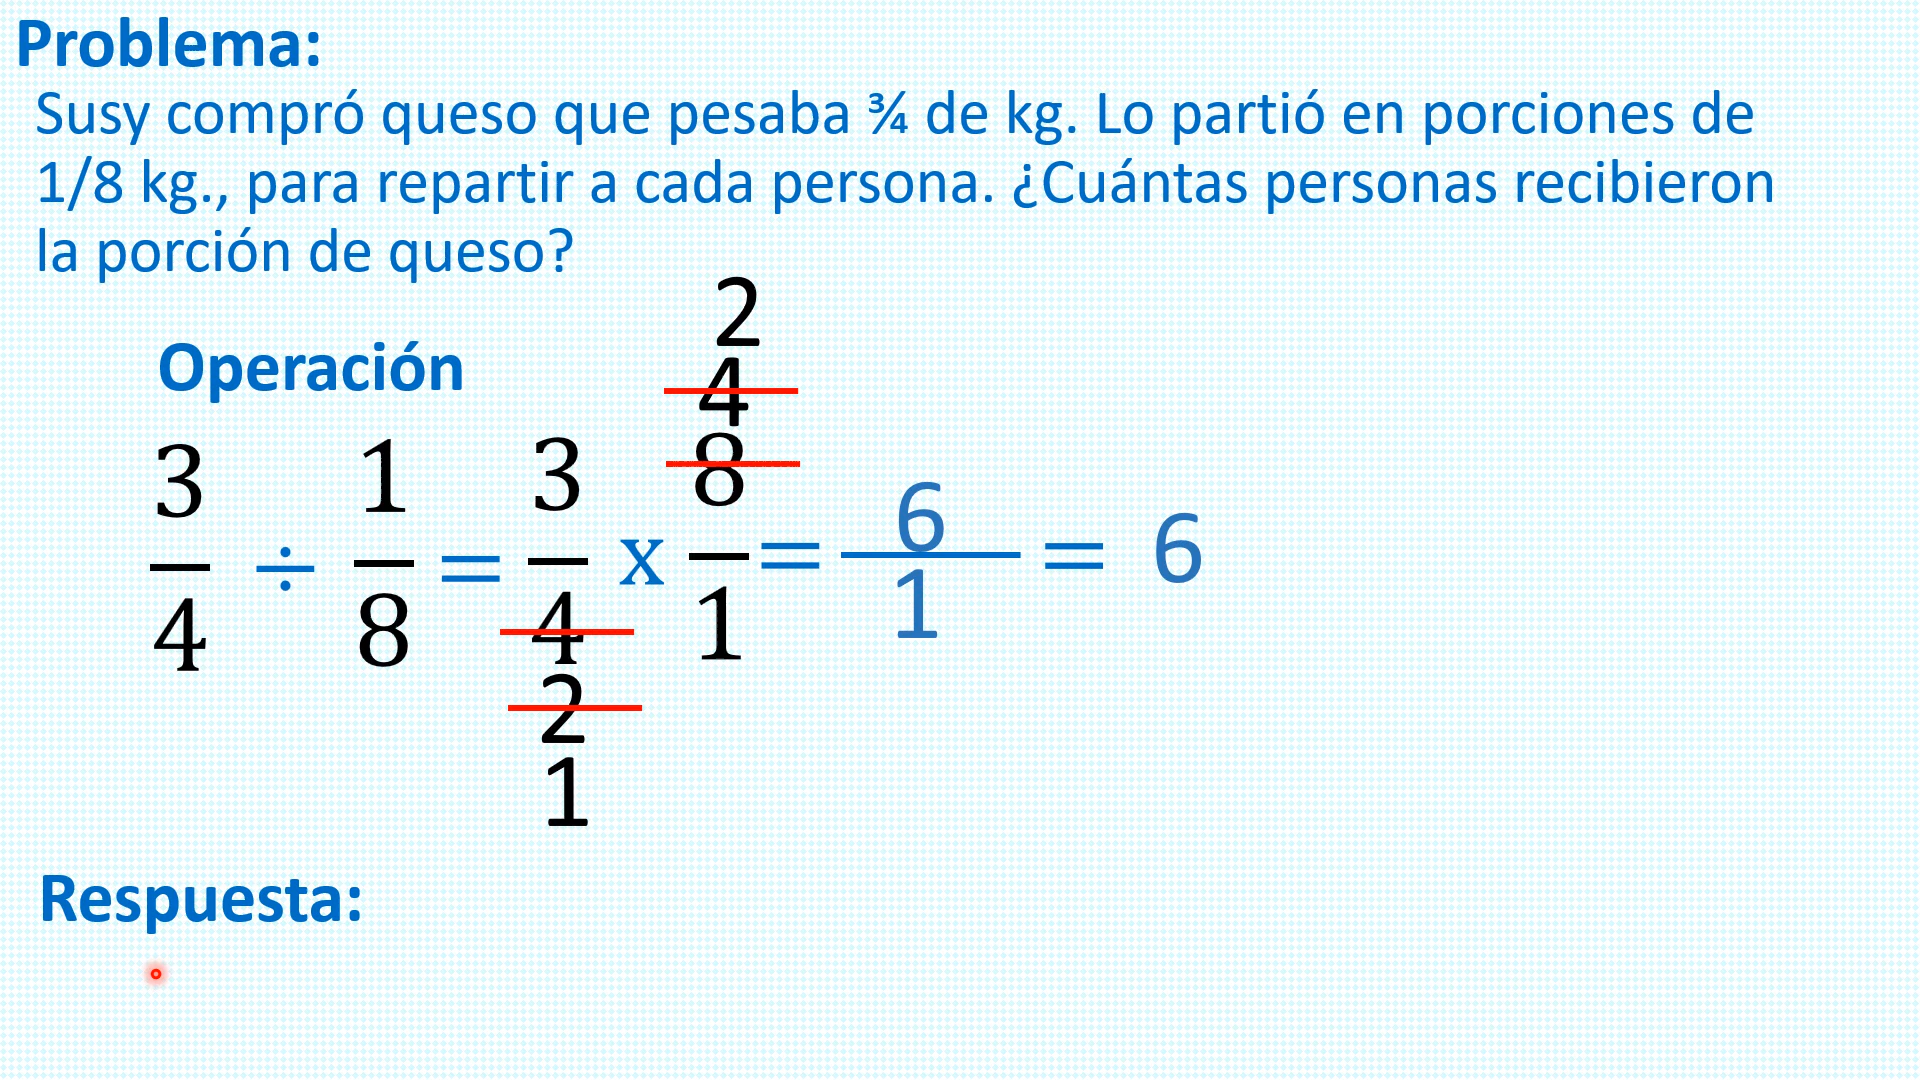 Problema:
Susy compró queso que pesaba ¾ de kg. Lo partió en porciones de
1/8 kg., para repartir a cada persona. ¿Cuántas personas recibieron
la porción de queso?
Operación
2
4
3 1 3 8 6
÷ = x = = 6
4 8 4 1 1
2
1
Respuesta: